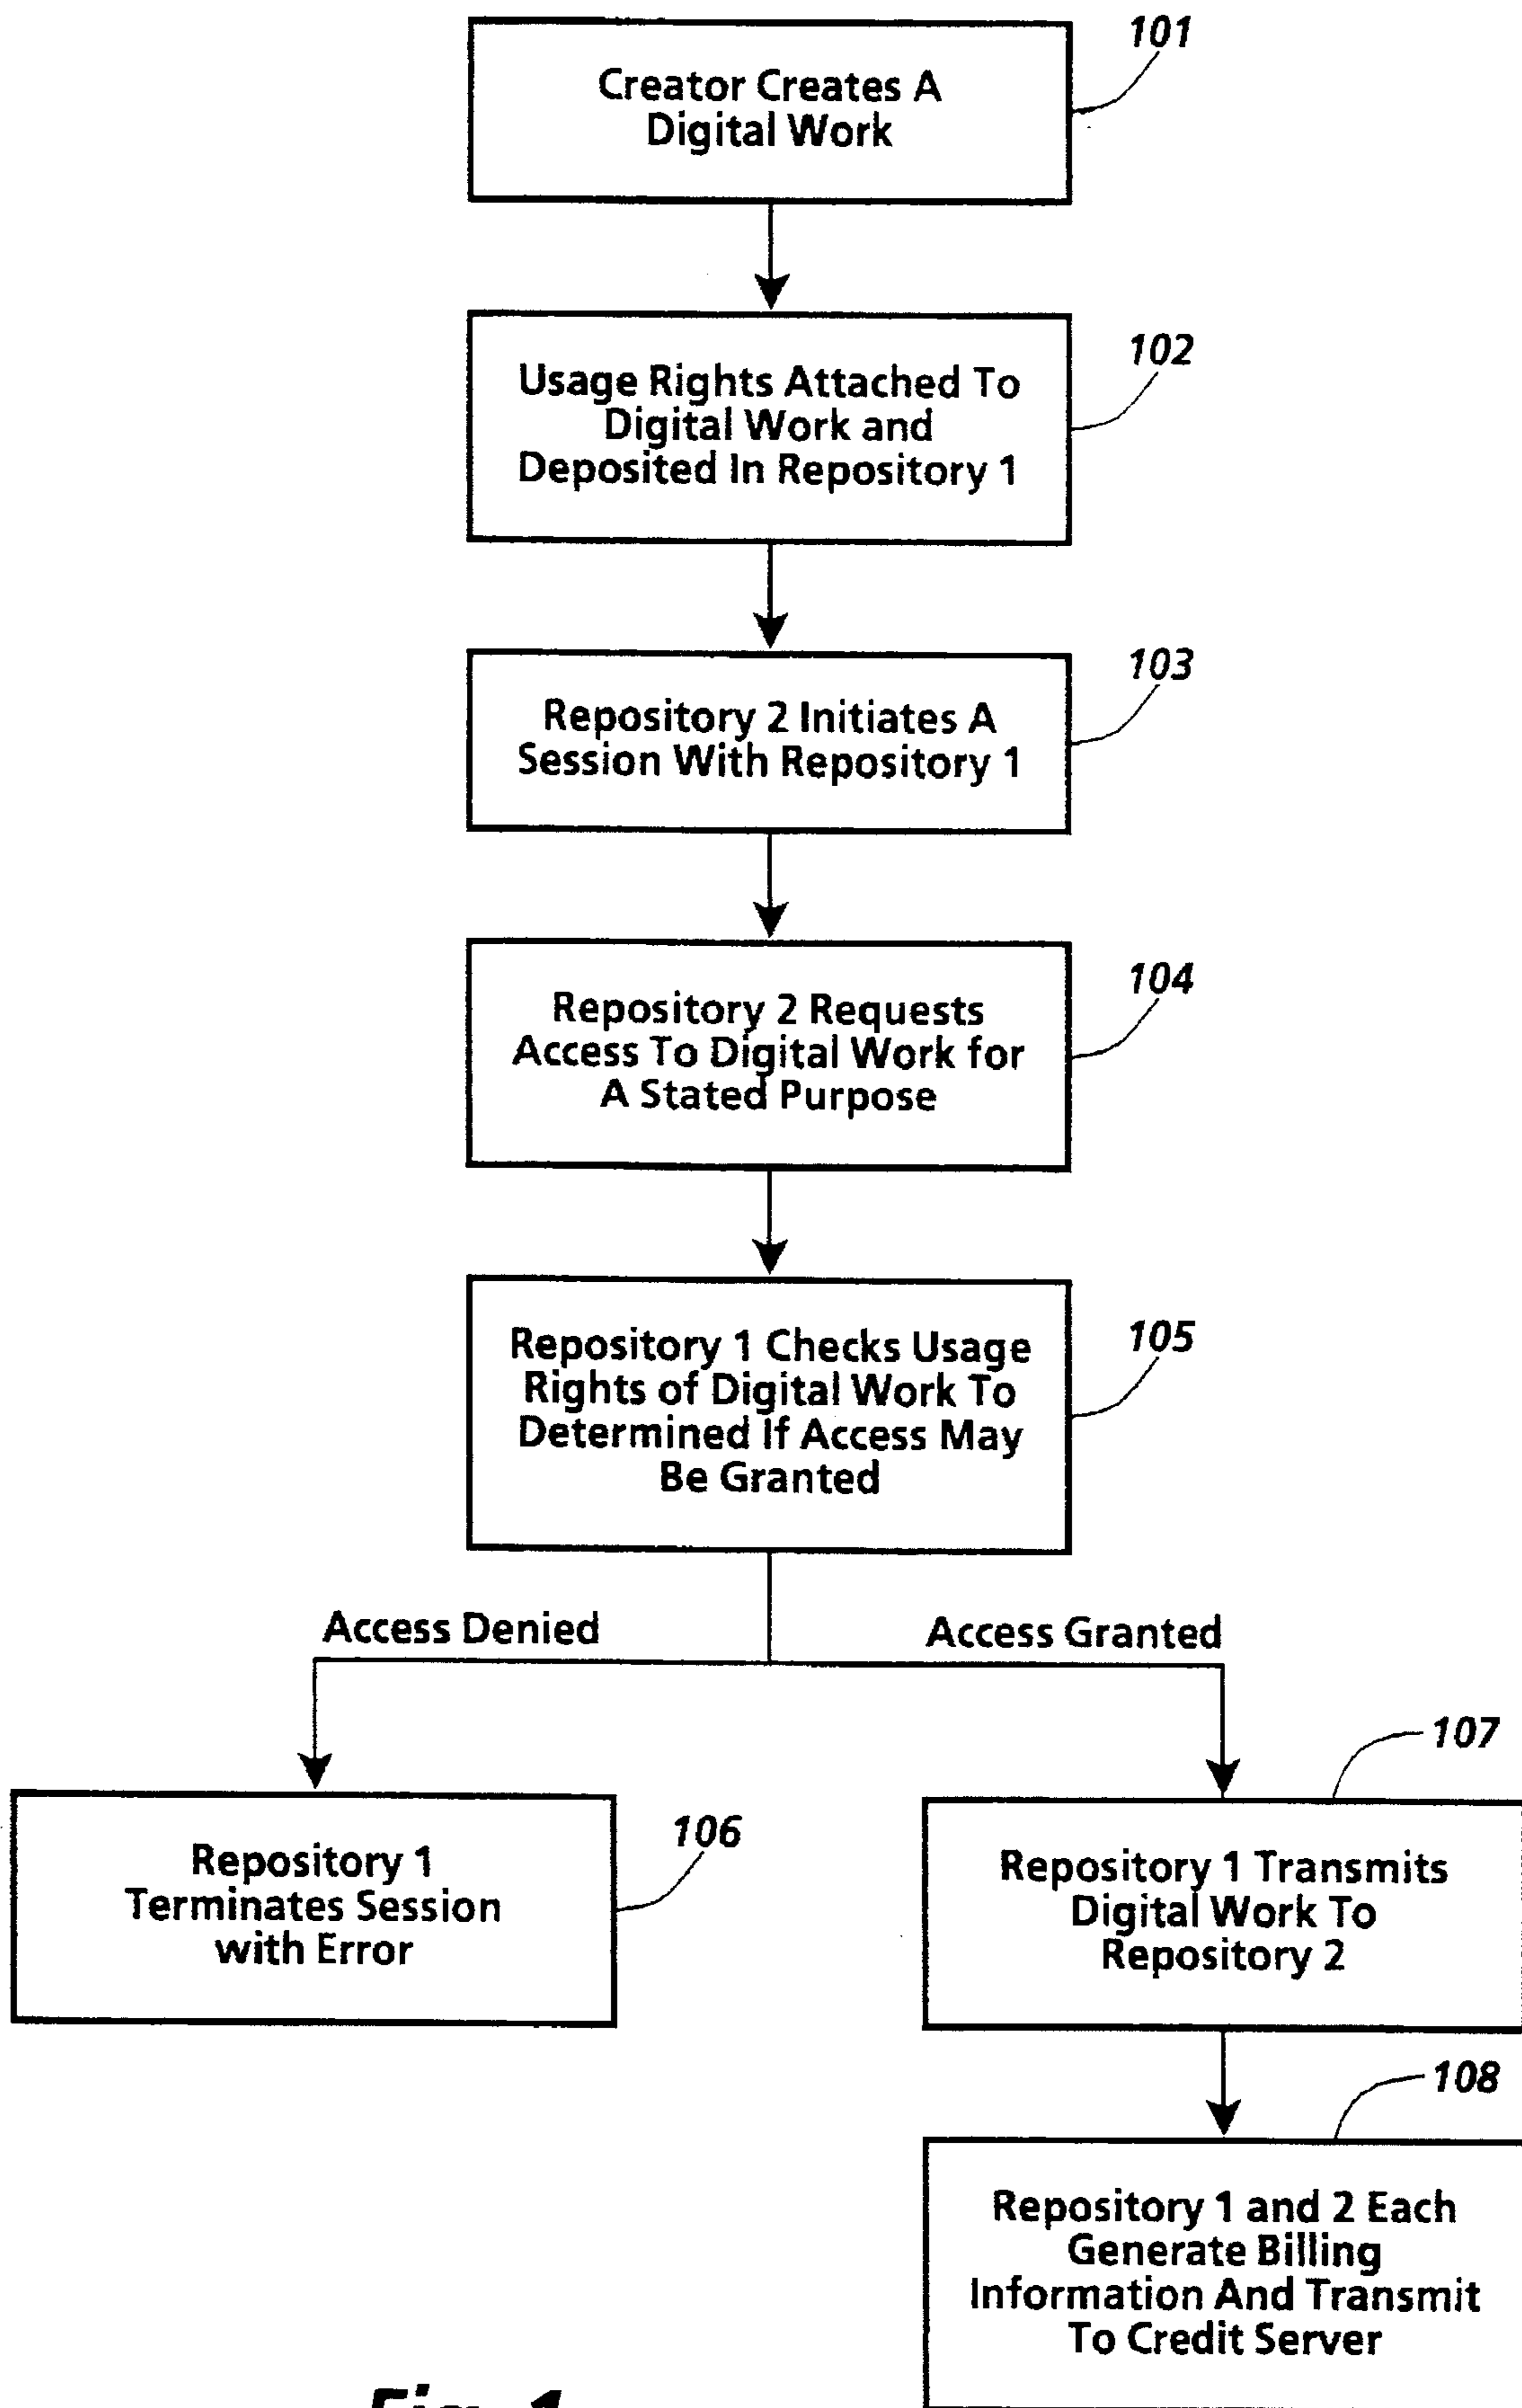 101
Creator Creates A
Digital Work
102
Usage Rights Attached To
Digital Work and
Deposited In Repository 1
103
Repository 2 Initiates A
Session With Repository 1
104
Repository 2 Requests
Access To Digital Work for
A Stated Purpose
105
Repository 1 Checks Usage
Rights of Digital Work To
Determined If Access May
Be Granted
Access Denied
Access Granted
106
Repository 1
Terminates Session
with Error
107
Repository 1 Transmits
Digital Work To
Repository 2
108
Repository 1 and 2 Each
Generate Billing
Information And Transmit
To Credit Server